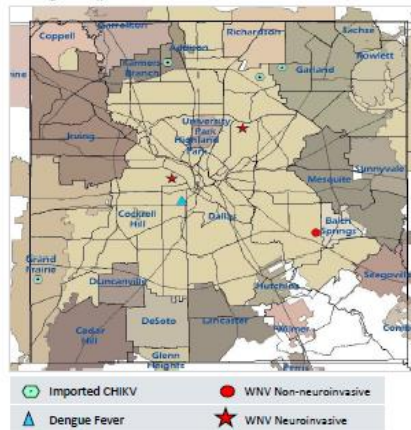 Coppell
Carrollton
Addison
Richardson
Sachse
Rowlett
Farmers
Branch
Garland
Irving
University
Park
Highland
Park
Sunnyvale
Mesquite
Cockrell
Hill
Dallas
Balch
Springs
Grand
Prairie
Seagoville
Duncanville
Hutchins
Cedar
Hill
DeSoto
Lancaster
Wilmer
Glenn
Heights
Imported CHIKV
WNV Non-neuroinvasive
Dengue Fever
WNV Neuroinvasive